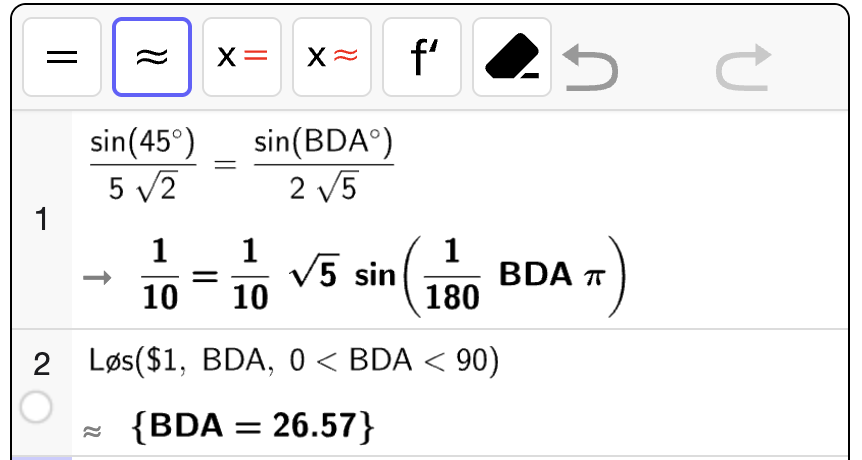 = ≈ x = x ≈ f′
1
sin(45°)/(5 √2) = sin(BDA°)/(2 √5)
→ 1/10 = 1/10 √5 sin(1/180 BDA π)
2 Løs($1, BDA, 0 < BDA < 90)
≈ {BDA = 26.57}